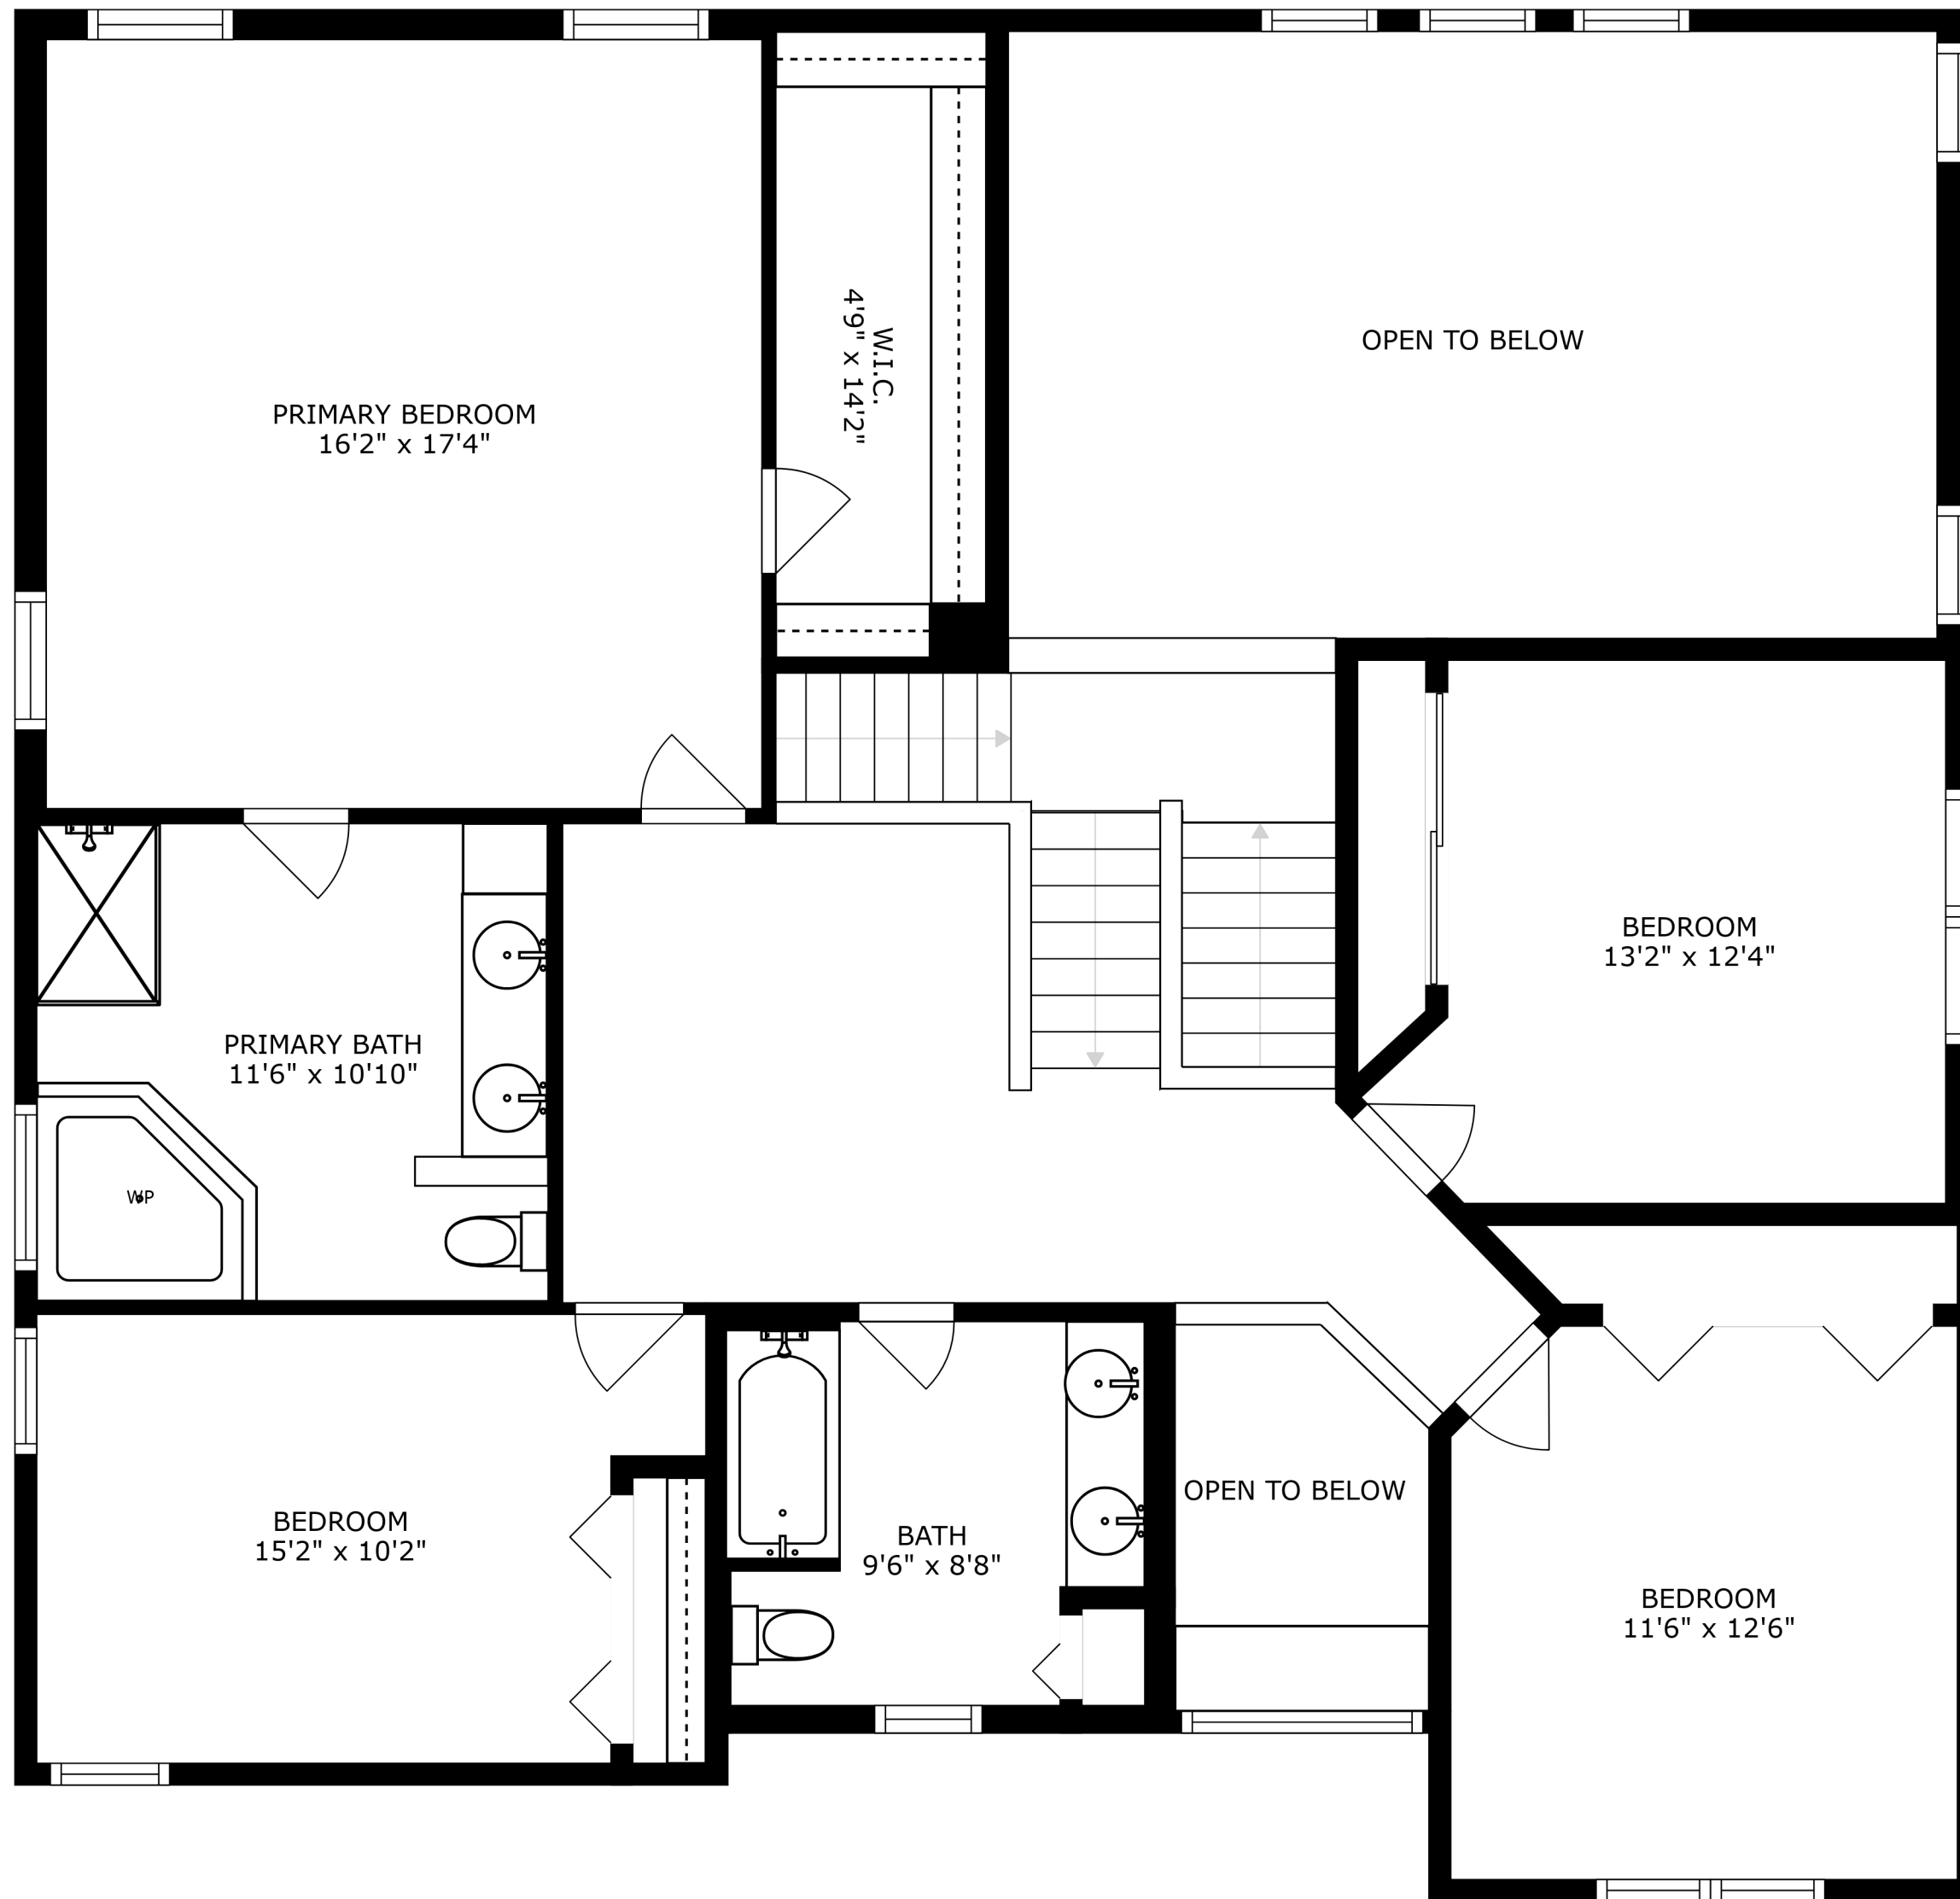 OPEN TO BELOW
W.I.C.
4'9" x 14'2"
PRIMARY BEDROOM
16'2" x 17'4"
BEDROOM
13'2" x 12'4"
PRIMARY BATH
11'6" x 10'10"
WP
OPEN TO BELOW
BEDROOM
15'2" x 10'2"
BATH
9'6" x 8'8"
BEDROOM
11'6" x 12'6"